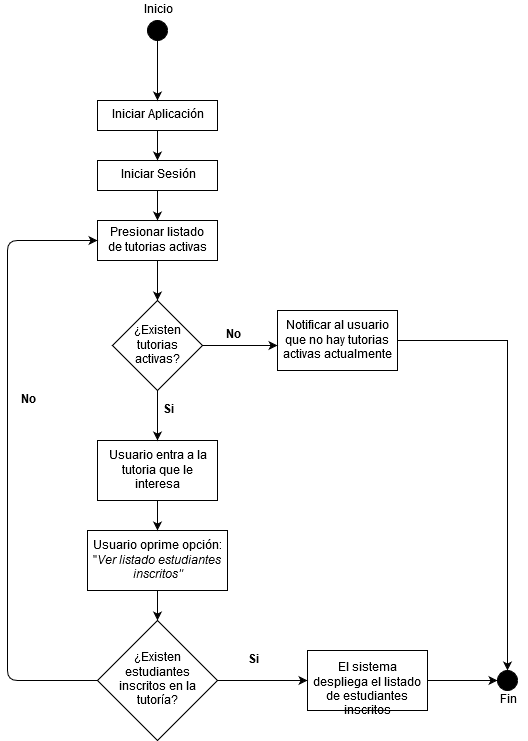 Inicio
Iniciar Aplicación
Iniciar Sesión
Presionar listado
de tutorias activas
¿Existen
tutorias
activas?
No
Notificar al usuario
que no hay tutorias
activas actualmente
No
Si
Usuario entra a la
tutoria que le
interesa
Usuario oprime opción:
"Ver listado estudiantes
inscritos"
¿Existen
estudiantes
inscritos en la
tutoría?
Si
El sistema
despliega el listado
de estudiantes
inscritos
Fin